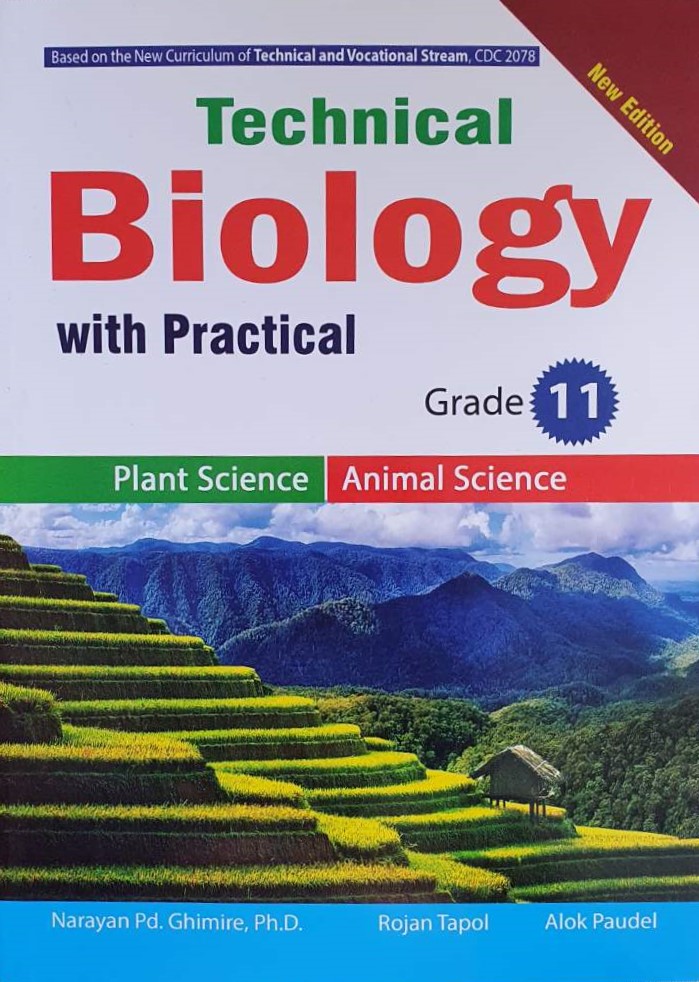 Based on the New Curriculum of Technical and Vocational Stream, CDC 2078
New Edition
Technical
Biology
with Practical
Grade 11
Plant Science Animal Science
Narayan Pd. Ghimire, Ph.D. Rojan Tapol Alok Paudel